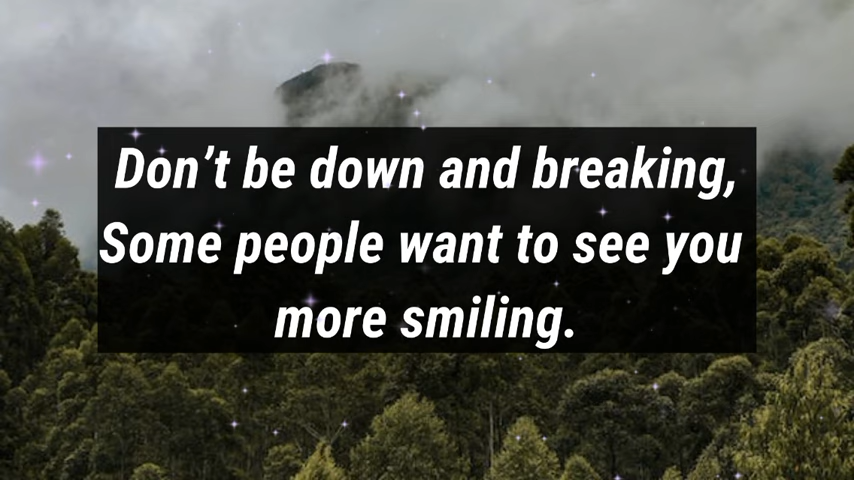 Don’t be down and breaking,
Some people want to see you
more smiling.